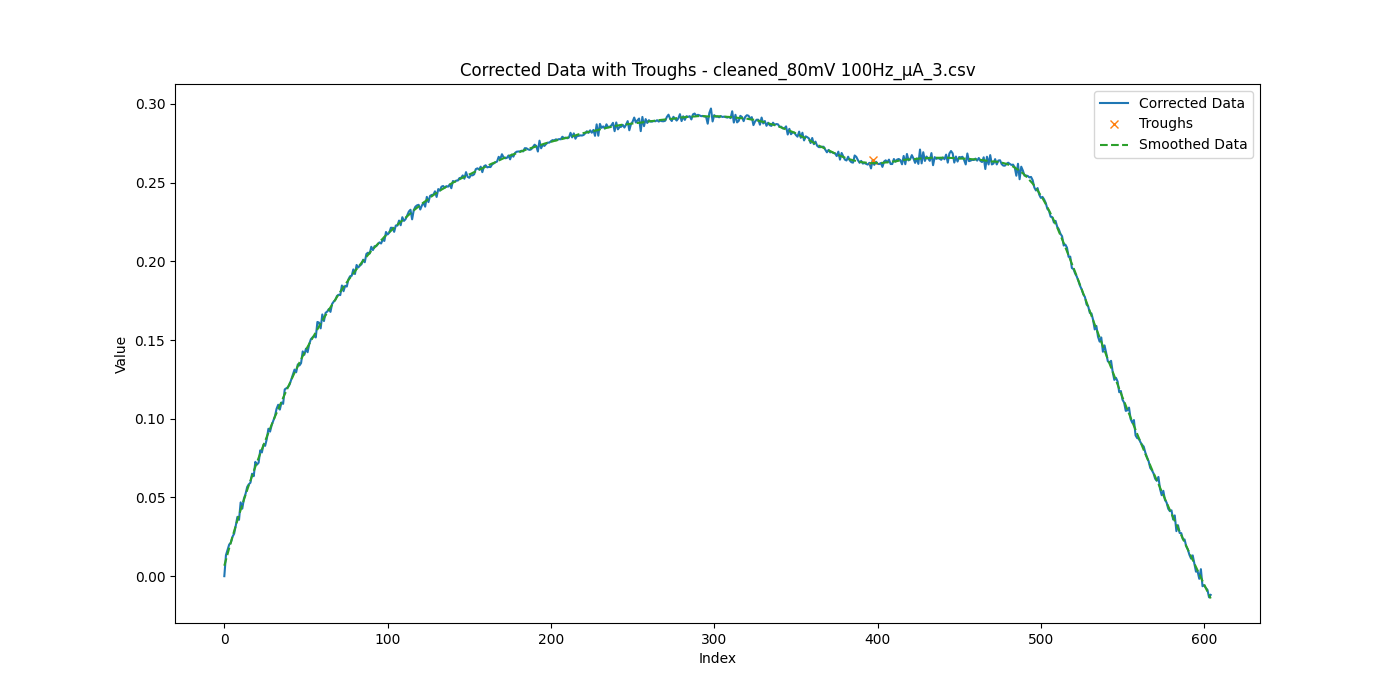 Corrected Data with Troughs - cleaned_80mV 100Hz_µA_3.csv
Corrected Data
Troughs
Smoothed Data
0.30
0.25
0.20
0.15
0.10
0.05
0.00
Value
0 100 200 300 400 500 600
Index